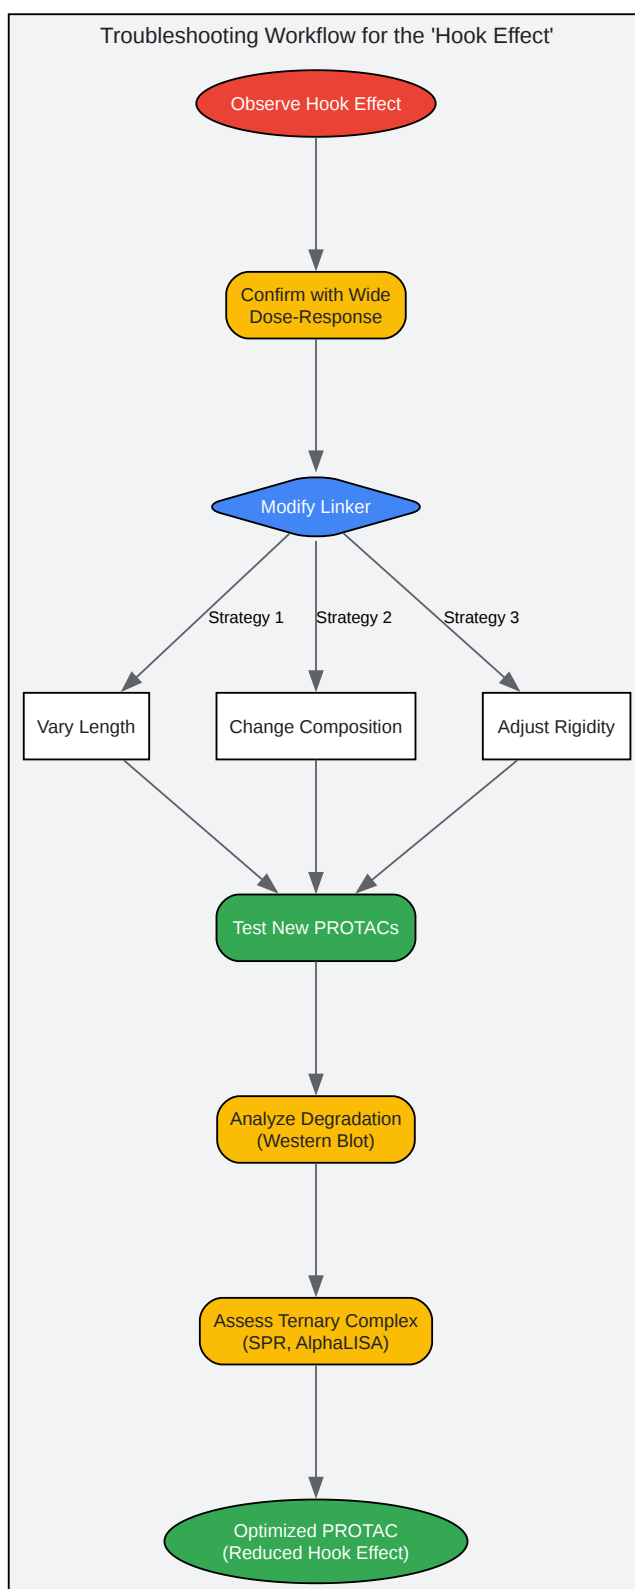 Troubleshooting Workflow for the 'Hook Effect'
Observe Hook Effect
Confirm with Wide
Dose-Response
Modify Linker
Strategy 1
Strategy 2
Strategy 3
Vary Length
Change Composition
Adjust Rigidity
Test New PROTACs
Analyze Degradation
(Western Blot)
Assess Ternary Complex
(SPR, AlphaLISA)
Optimized PROTAC
(Reduced Hook Effect)